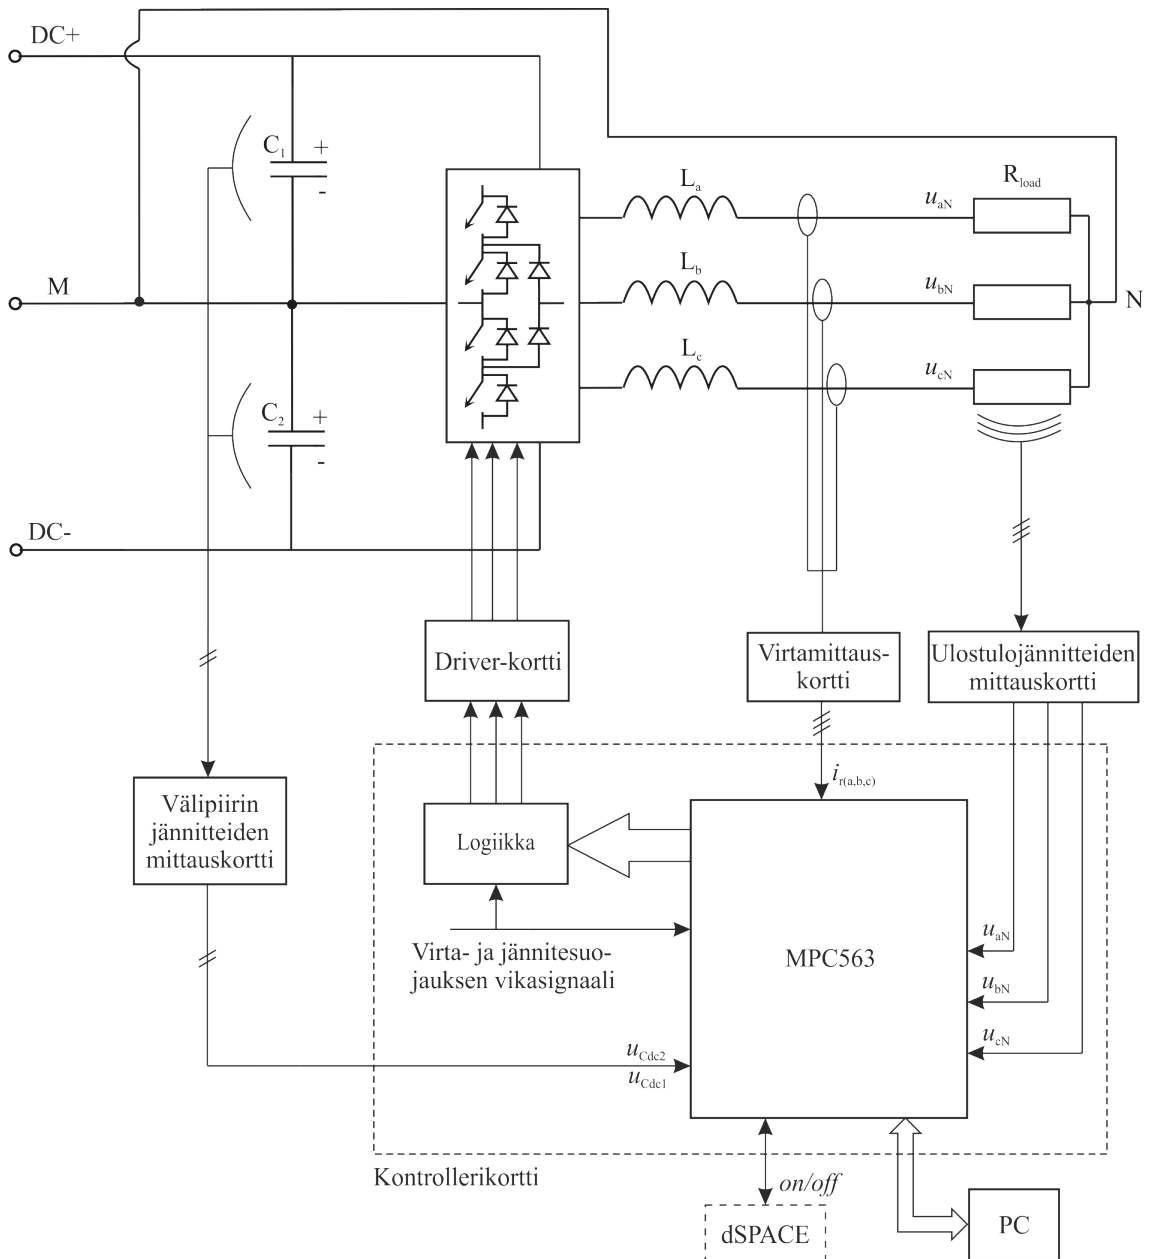 DC+
C1
+
-
M
C2
+
-
DC-
La
Lb
Lc
uaN
ubN
ucN
Rload
N
Driver-kortti
Virtamittaus-
kortti
Ulostulojännitteiden
mittauskortti
Välipiirin
jännitteiden
mittauskortti
ir(a,b,c)
Logiikka
Virta- ja jännitesuo-
jauksen vikasignaali
MPC563
uaN
ubN
ucN
uCdc2
uCdc1
Kontrollerikortti
on/off
dSPACE
PC